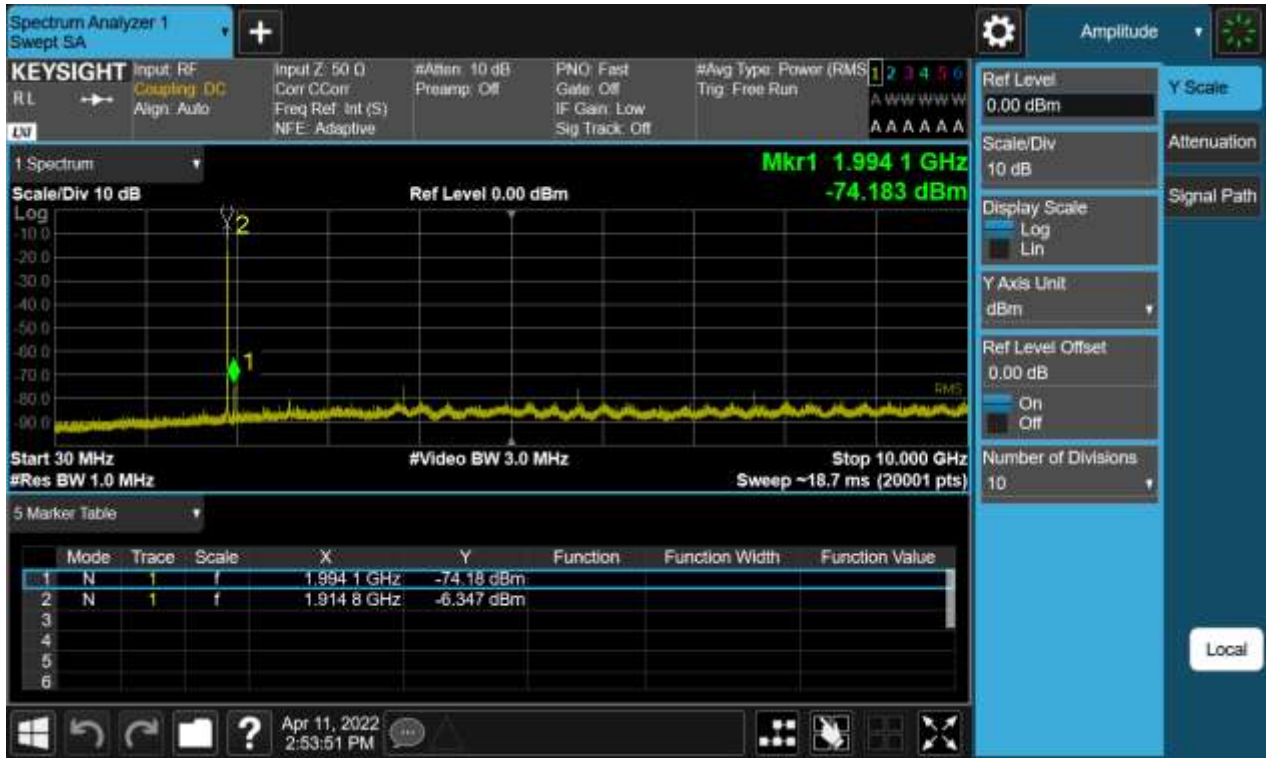 Spectrum Analyzer 1
Swept SA
+
Amplitude
KEYSIGHT
RL
LXI
Input: RF
Coupling: DC
Align: Auto
Input Z: 50 Ω
Corr CCorr
Freq Ref: Int (S)
NFE: Adaptive
#Atten: 10 dB
Preamp: Off
PNO: Fast
Gate: Off
IF Gain: Low
Sig Track: Off
#Avg Type: Power (RMS
Trig: Free Run
1 2 3 4 5 6
A W W W W W
A A A A A A
1 Spectrum
Mkr1 1.994 1 GHz
-74.183 dBm
Scale/Div 10 dB
Ref Level 0.00 dBm
Log
-10.0
-20.0
-30.0
-40.0
-50.0
-60.0
-70.0
-80.0
-90.0
2
1
RMS
Start 30 MHz
#Video BW 3.0 MHz
Stop 10.000 GHz
#Res BW 1.0 MHz
Sweep ~18.7 ms (20001 pts)
5 Marker Table
Mode Trace Scale X Y Function Function Width Function Value
1 N 1 f 1.994 1 GHz -74.18 dBm
2 N 1 f 1.914 8 GHz -6.347 dBm
3
4
5
6
Ref Level
0.00 dBm
Scale/Div
10 dB
Display Scale
Log
Lin
Y Axis Unit
dBm
Ref Level Offset
0.00 dB
On
Off
Number of Divisions
10
Y Scale
Attenuation
Signal Path
Local
?
Apr 11, 2022
2:53:51 PM